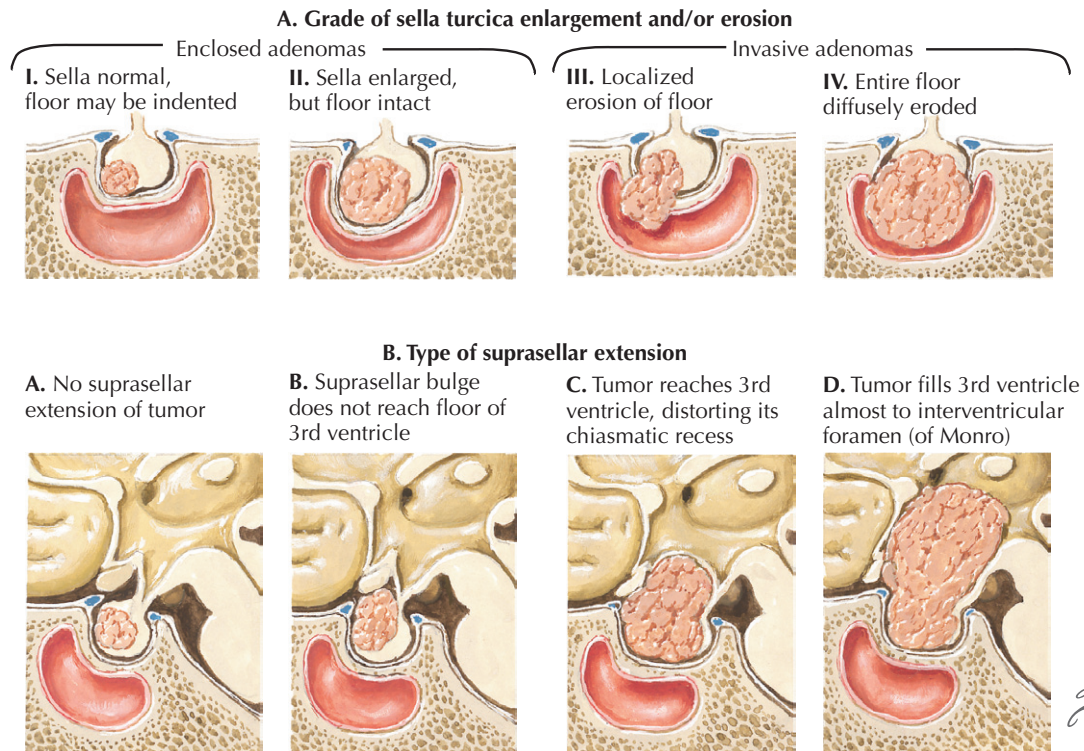 A. Grade of sella turcica enlargement and/or erosion
Enclosed adenomas
Invasive adenomas
I. Sella normal,
floor may be indented
II. Sella enlarged,
but floor intact
III. Localized
erosion of floor
IV. Entire floor
diffusely eroded
B. Type of suprasellar extension
A. No suprasellar
extension of tumor
B. Suprasellar bulge
does not reach floor of
3rd ventricle
C. Tumor reaches 3rd
ventricle, distorting its
chiasmatic recess
D. Tumor fills 3rd ventricle
almost to interventricular
foramen (of Monro)